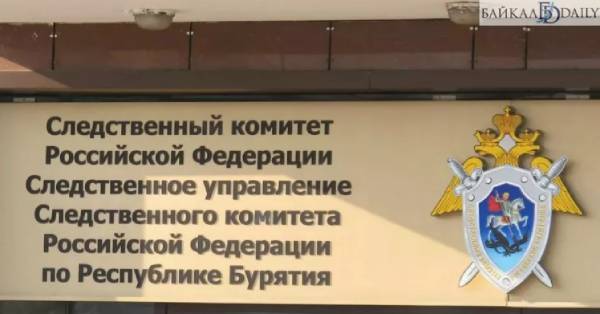 БАЙКАЛ DAILY
Следственный комитет
Российской Федерации
Следственное управление
Следственного комитета
Российской Федерации
по Республике Бурятия